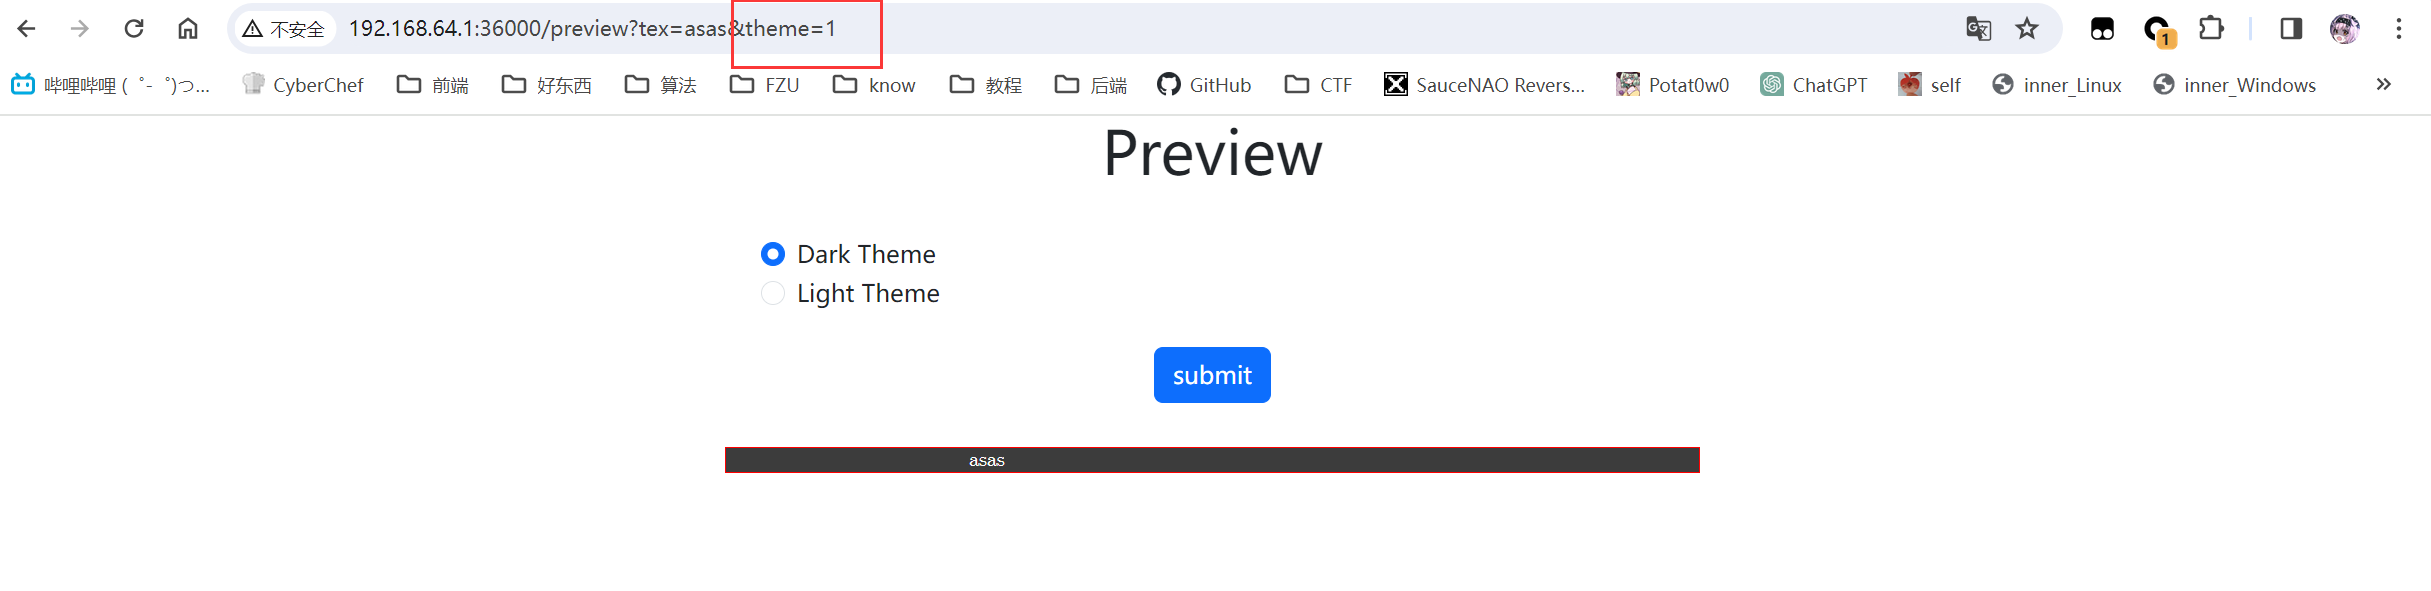 不安全 192.168.64.1:36000/preview?tex=asas&theme=1 1
哔哩哔哩 ( ゜- ゜)つ... CyberChef 前端 好东西 算法 FZU know 教程 后端 GitHub CTF SauceNAO Revers... Potat0w0 ChatGPT self inner_Linux inner_Windows »
Preview
Dark Theme
Light Theme
submit
asas